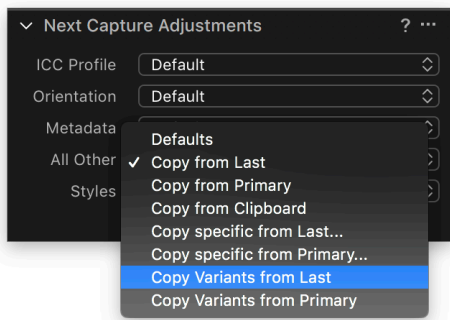 Next Capture Adjustments ? ···
ICC Profile Default
Orientation Default
Metadata
Defaults
All Other ✓ Copy from Last
Copy from Primary
Styles
Copy from Clipboard
Copy specific from Last...
Copy specific from Primary...
Copy Variants from Last
Copy Variants from Primary